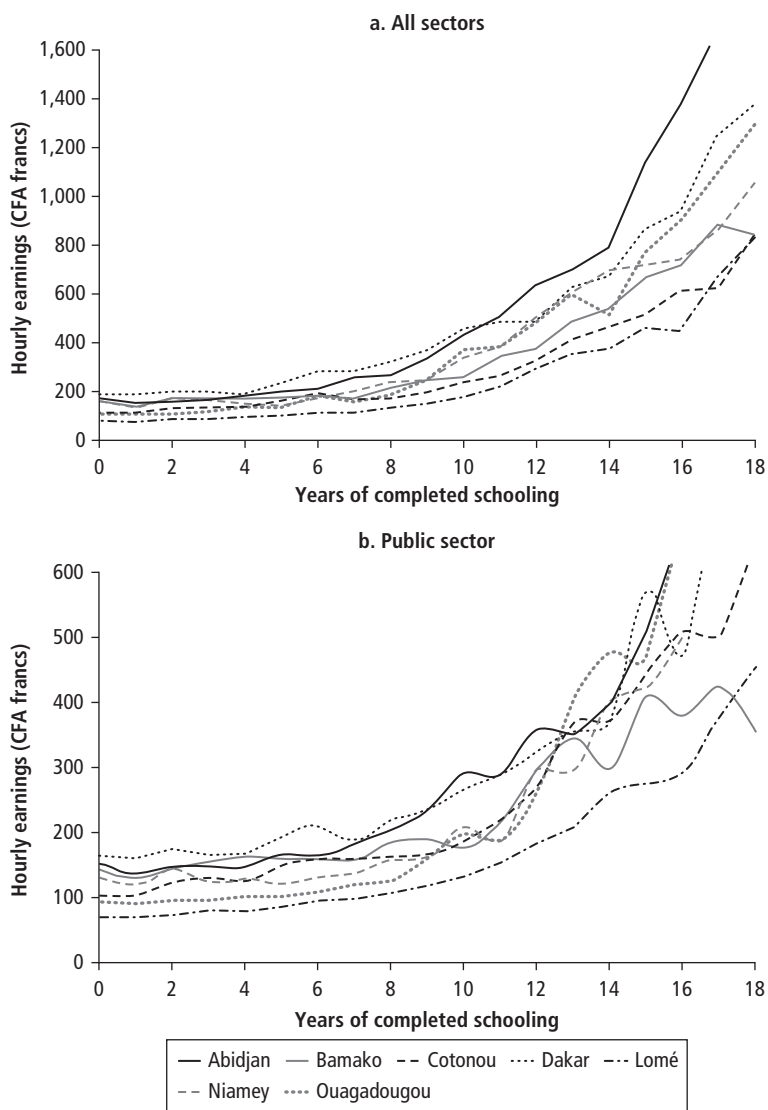 a. All sectors
1,600
1,400
1,200
1,000
800
600
400
200
0
Hourly earnings (CFA francs)
0 2 4 6 8 10 12 14 16 18
Years of completed schooling
b. Public sector
600
500
400
300
200
100
0
Hourly earnings (CFA francs)
0 2 4 6 8 10 12 14 16 18
Years of completed schooling
Abidjan Bamako Cotonou Dakar Lomé
Niamey Ouagadougou